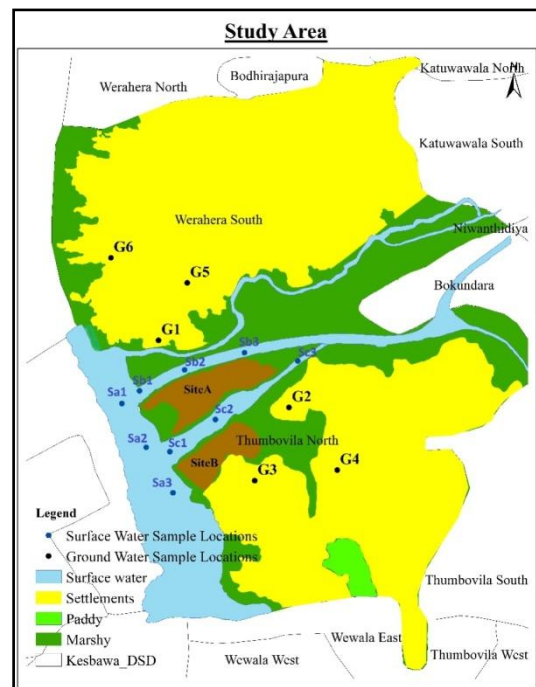 Study Area
Werahera North
Bodhirajapura
Katuwawala North
N
Katuwawala South
Werahera South
Niwanthidiya
G6
G5
Bokundara
G1
Sb3
Sc3
Sb2
Sb1
SiteA
Sa1
G2
Sc2
Thumbovila North
Sa2
Sc1
SiteB
G4
G3
Sa3
Legend
Surface Water Sample Locations
Ground Water Sample Locations
Surface water
Settlements
Paddy
Marshy
Kesbawa_DSD
Thumbovila South
Wewala East
Wewala West
Thumbovila West